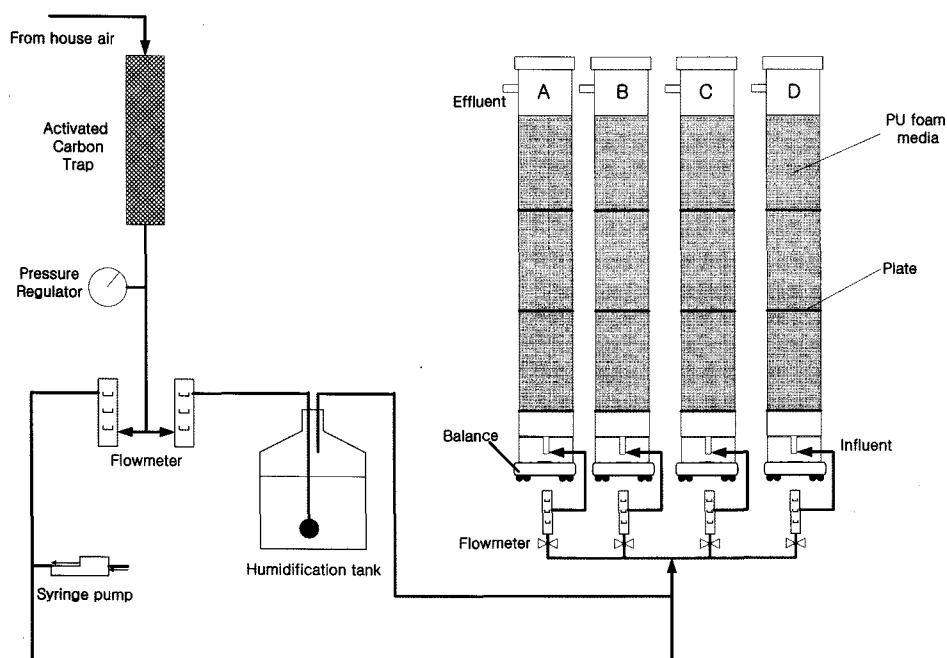 From house air
Activated
Carbon
Trap
Pressure
Regulator
Flowmeter
Syringe pump
Humidification tank
Effluent
A
B
C
D
PU foam
media
Plate
Balance
Influent
Flowmeter